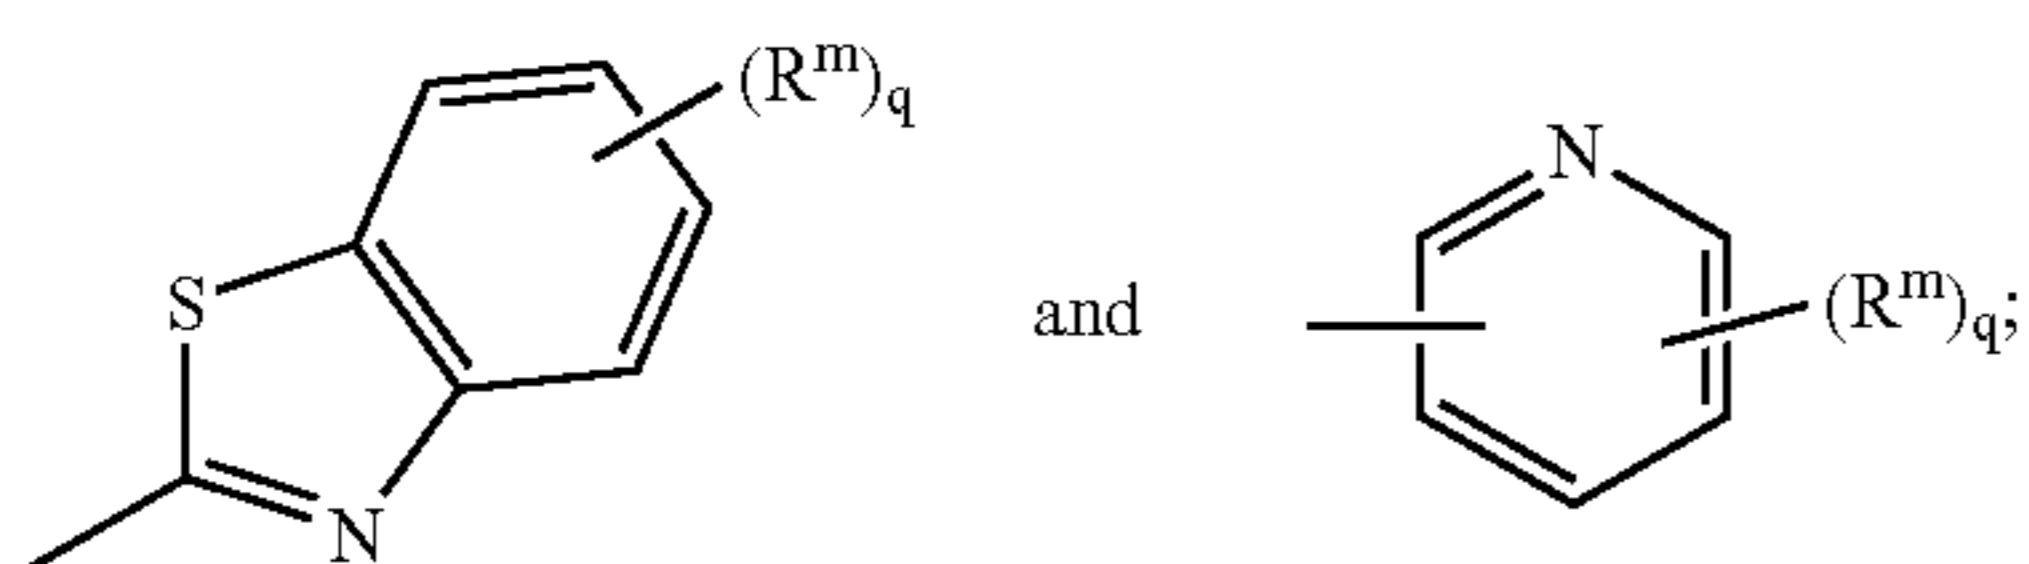 (Rᵐ)q
N
S
and
(Rᵐ)q;
N